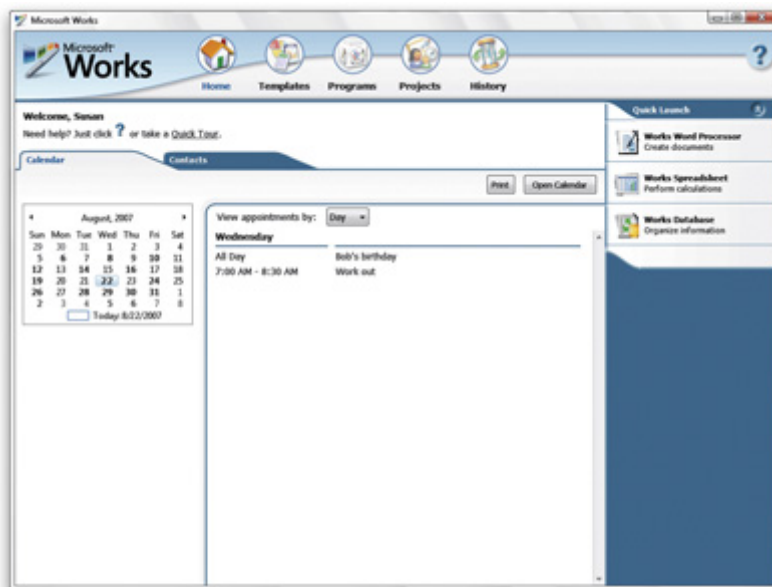 Microsoft Works
Microsoft®
Works
?
Home Templates Programs Projects History
Welcome, Susan
Need help? Just click ? or take a Quick Tour.
Calendar Contacts
Print Open Calendar
August, 2007
Sun Mon Tue Wed Thu Fri Sat
29 30 31 1 2 3 4
5 6 7 8 9 10 11
12 13 14 15 16 17 18
19 20 21 22 23 24 25
26 27 28 29 30 31 1
2 3 4 5 6 7 8
Today: 8/22/2007
View appointments by: Day
Wednesday
All Day Bob's birthday
7:00 AM - 8:30 AM Work out
Quick Launch
Works Word Processor
Create documents
Works Spreadsheet
Perform calculations
Works Database
Organize information